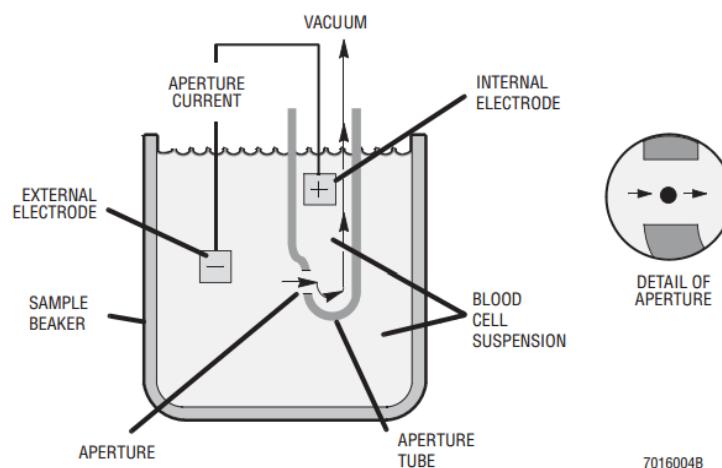 VACUUM
APERTURE
CURRENT
INTERNAL
ELECTRODE
+
EXTERNAL
ELECTRODE
−
SAMPLE
BEAKER
DETAIL OF
APERTURE
BLOOD
CELL
SUSPENSION
APERTURE
APERTURE
TUBE
7016004B